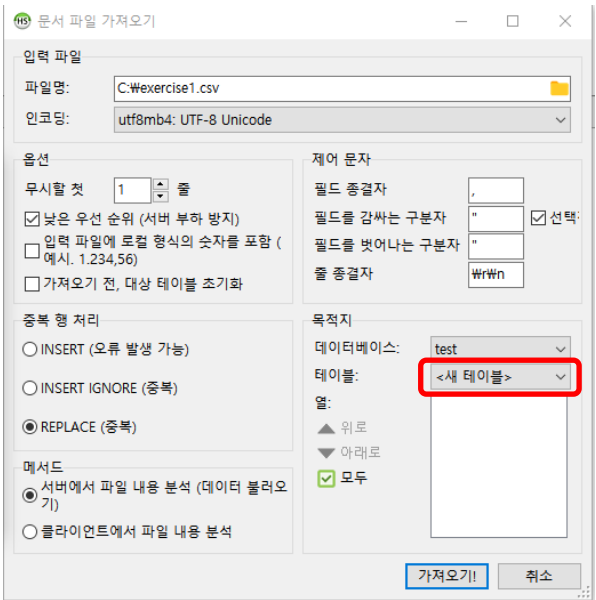 HS 문서 파일 가져오기
입력 파일
파일명: C:₩exercise1.csv
인코딩: utf8mb4: UTF-8 Unicode
옵션
무시할 첫 1 줄
낮은 우선 순위 (서버 부하 방지)
입력 파일에 로컬 형식의 숫자를 포함 (
예시. 1.234,56)
가져오기 전, 대상 테이블 초기화
제어 문자
필드 종결자 ,
필드를 감싸는 구분자 " 선택
필드를 벗어나는 구분자 "
줄 종결자 ₩r₩n
중복 행 처리
INSERT (오류 발생 가능)
INSERT IGNORE (중복)
REPLACE (중복)
메서드
서버에서 파일 내용 분석 (데이터 불러오
기)
클라이언트에서 파일 내용 분석
목적지
데이터베이스: test
테이블: <새 테이블>
열:
위로
아래로
모두
가져오기! 취소